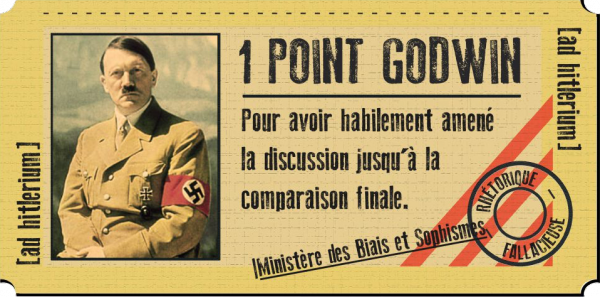 [ad hitlerium]
1 POINT GODWIN
Pour avoir habilement amené
la discussion jusqu'à la
comparaison finale.
|Ministère des Biais et Sophismes|
RHÉTORIQUE
FALLACIEUSE
[ad hitlerium]